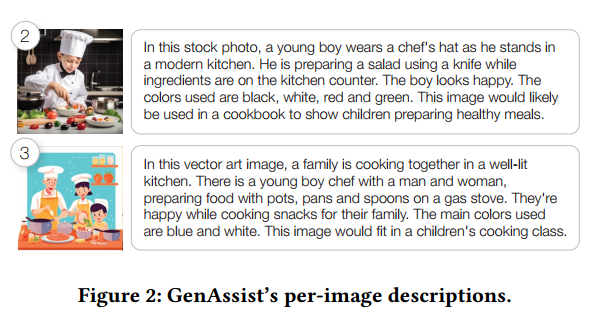 2
In this stock photo, a young boy wears a chef's hat as he stands in
a modern kitchen. He is preparing a salad using a knife while
ingredients are on the kitchen counter. The boy looks happy. The
colors used are black, white, red and green. This image would likely
be used in a cookbook to show children preparing healthy meals.
3
In this vector art image, a family is cooking together in a well-lit
kitchen. There is a young boy chef with a man and woman,
preparing food with pots, pans and spoons on a gas stove. They're
happy while cooking snacks for their family. The main colors used
are blue and white. This image would fit in a children's cooking class.
Figure 2: GenAssist's per-image descriptions.